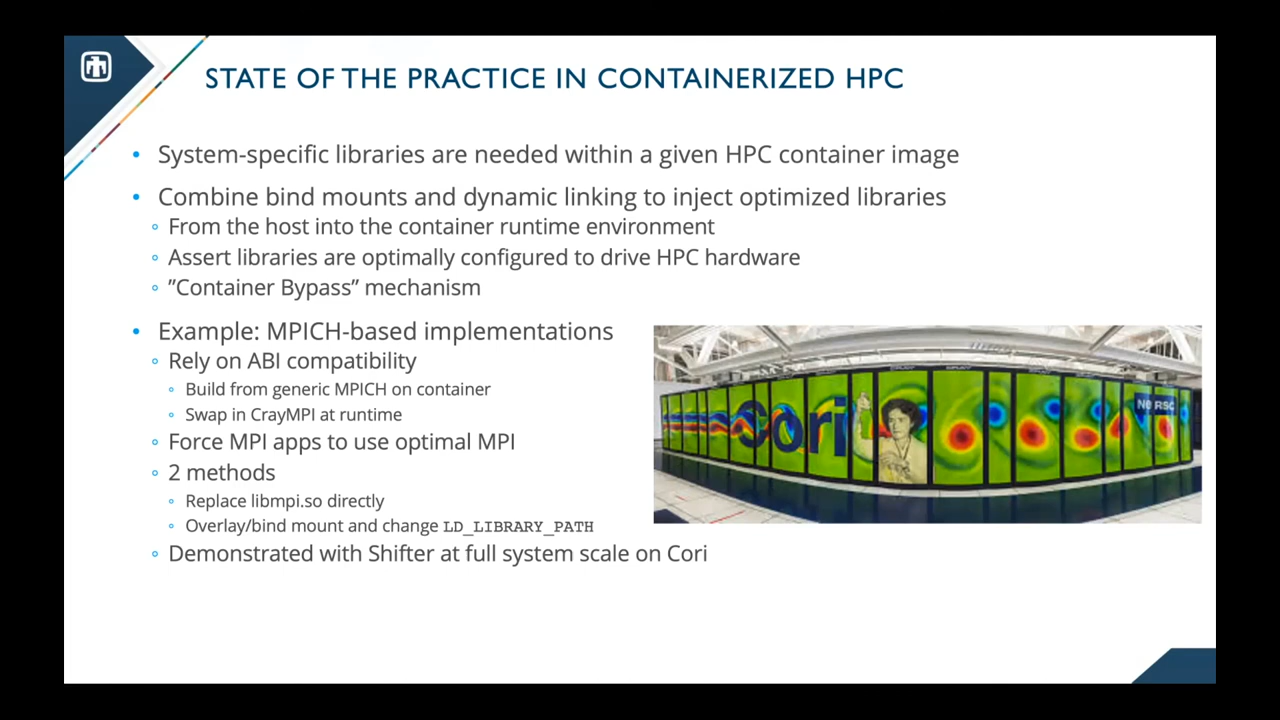 STATE OF THE PRACTICE IN CONTAINERIZED HPC
• System-specific libraries are needed within a given HPC container image
• Combine bind mounts and dynamic linking to inject optimized libraries
◦ From the host into the container runtime environment
◦ Assert libraries are optimally configured to drive HPC hardware
◦ ”Container Bypass” mechanism
• Example: MPICH-based implementations
◦ Rely on ABI compatibility
◦ Build from generic MPICH on container
◦ Swap in CrayMPI at runtime
◦ Force MPI apps to use optimal MPI
◦ 2 methods
◦ Replace libmpi.so directly
◦ Overlay/bind mount and change LD_LIBRARY_PATH
◦ Demonstrated with Shifter at full system scale on Cori
Cori